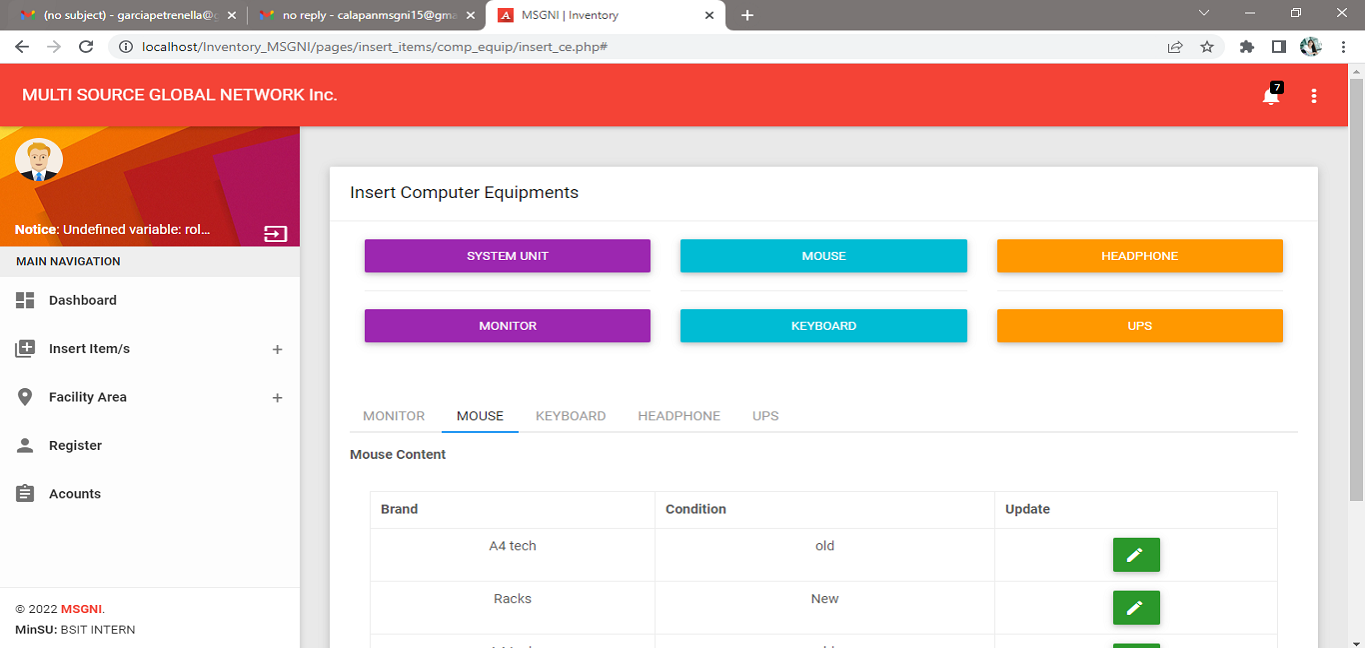 (no subject) - garciapetrenella@g
no reply - calapanmsgni15@gma
MSGNI | Inventory
localhost/Inventory_MSGNI/pages/insert_items/comp_equip/insert_ce.php#
MULTI SOURCE GLOBAL NETWORK Inc.
7
Notice: Undefined variable: rol...
MAIN NAVIGATION
Dashboard
Insert Item/s +
Facility Area +
Register
Acounts
© 2022 MSGNI.
MinSU: BSIT INTERN
Insert Computer Equipments
SYSTEM UNIT MOUSE HEADPHONE
MONITOR KEYBOARD UPS
MONITOR MOUSE KEYBOARD HEADPHONE UPS
Mouse Content
Brand Condition Update
A4 tech old
Racks New